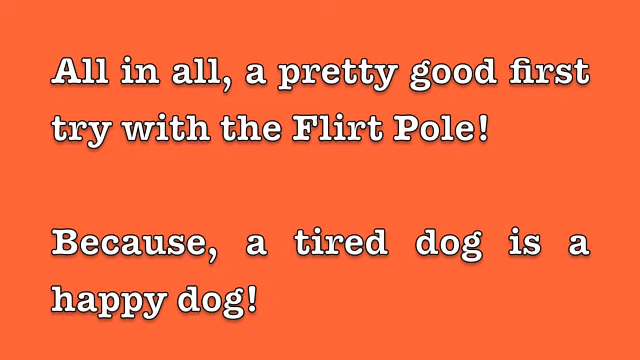 All in all, a pretty good first
try with the Flirt Pole!
Because, a tired dog is a
happy dog!